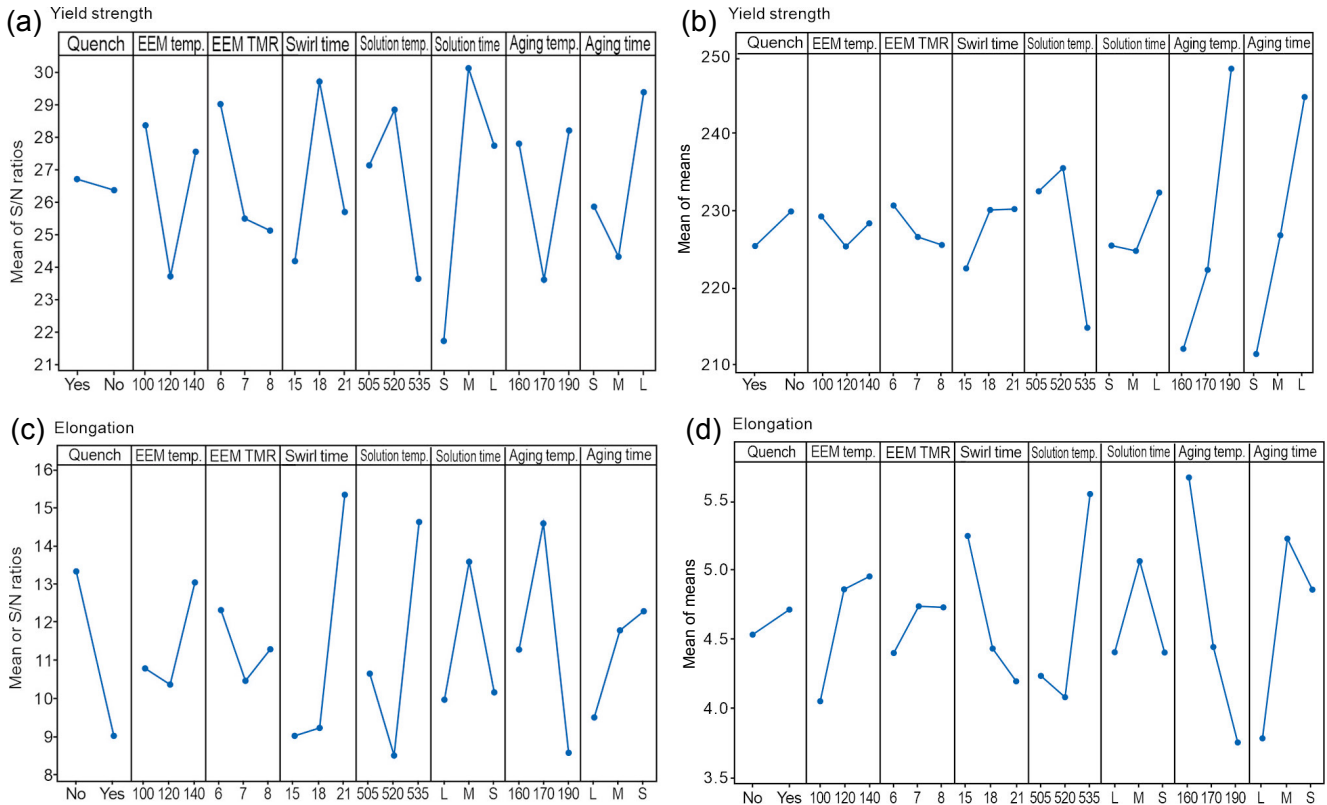 (a) Yield strength
Quench EEM temp. EEM TMR Swirl time Solution temp. Solution time Aging temp. Aging time
Mean of S/N ratios
30
29
28
27
26
25
24
23
22
21
Yes No 100 120 140 6 7 8 15 18 21 505 520 535 S M L 160 170 190 S M L
(b) Yield strength
Quench EEM temp. EEM TMR Swirl time Solution temp. Solution time Aging temp. Aging time
Mean of means
250
240
230
220
210
Yes No 100 120 140 6 7 8 15 18 21 505 520 535 S M L 160 170 190 S M L
(c) Elongation
Quench EEM temp. EEM TMR Swirl time Solution temp. Solution time Aging temp. Aging time
Mean or S/N ratios
16
15
14
13
12
11
10
9
8
No Yes 100 120 140 6 7 8 15 18 21 505 520 535 L M S 160 170 190 L M S
(d) Elongation
Quench EEM temp. EEM TMR Swirl time Solution temp. Solution time Aging temp. Aging time
Mean of means
5.5
5.0
4.5
4.0
3.5
No Yes 100 120 140 6 7 8 15 18 21 505 520 535 L M S 160 170 190 L M S